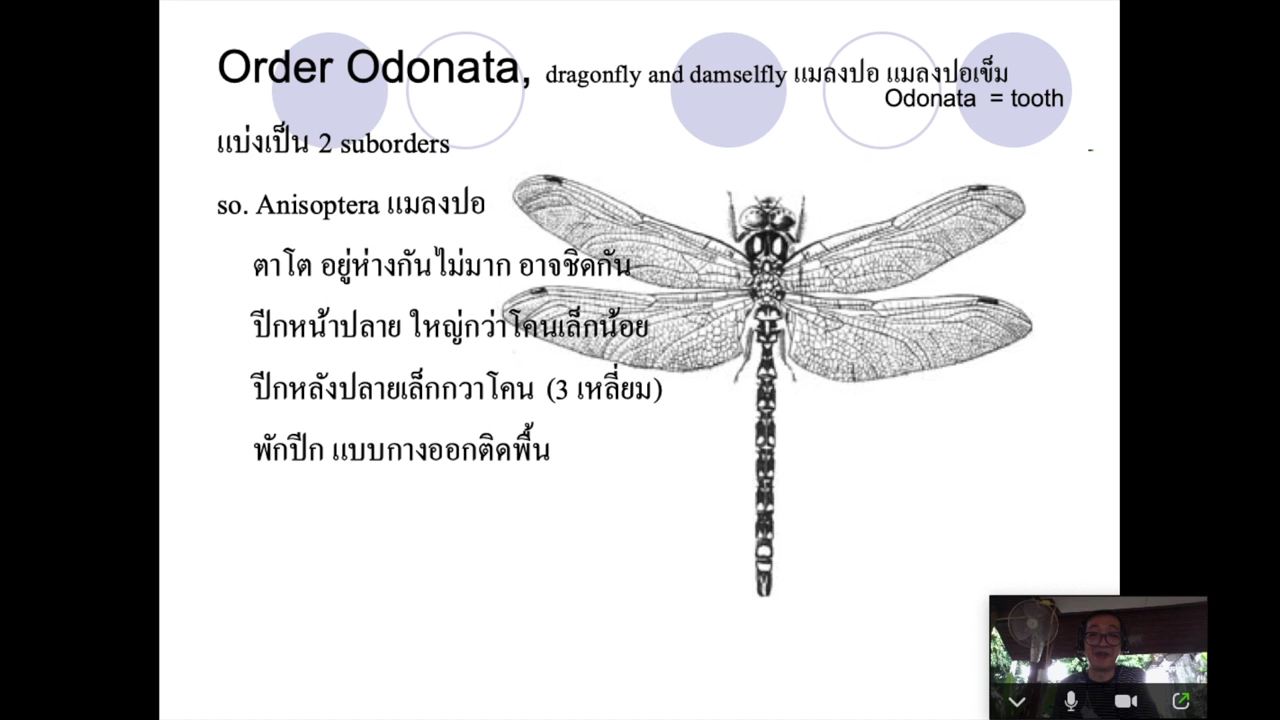 Order Odonata, dragonfly and damselfly แมลงปอ แมลงปอเข็ม
Odonata = tooth
แบ่งเป็น 2 suborders
so. Anisoptera แมลงปอ
ตาโต อยู่ห่างกันไม่มาก อาจชิดกัน
ปีกหน้าปลาย ใหญ่กว่าโคนเล็กน้อย
ปีกหลังปลายเล็กกวาโคน (3 เหลี่ยม)
พักปีก แบบกางออกติดพื้น